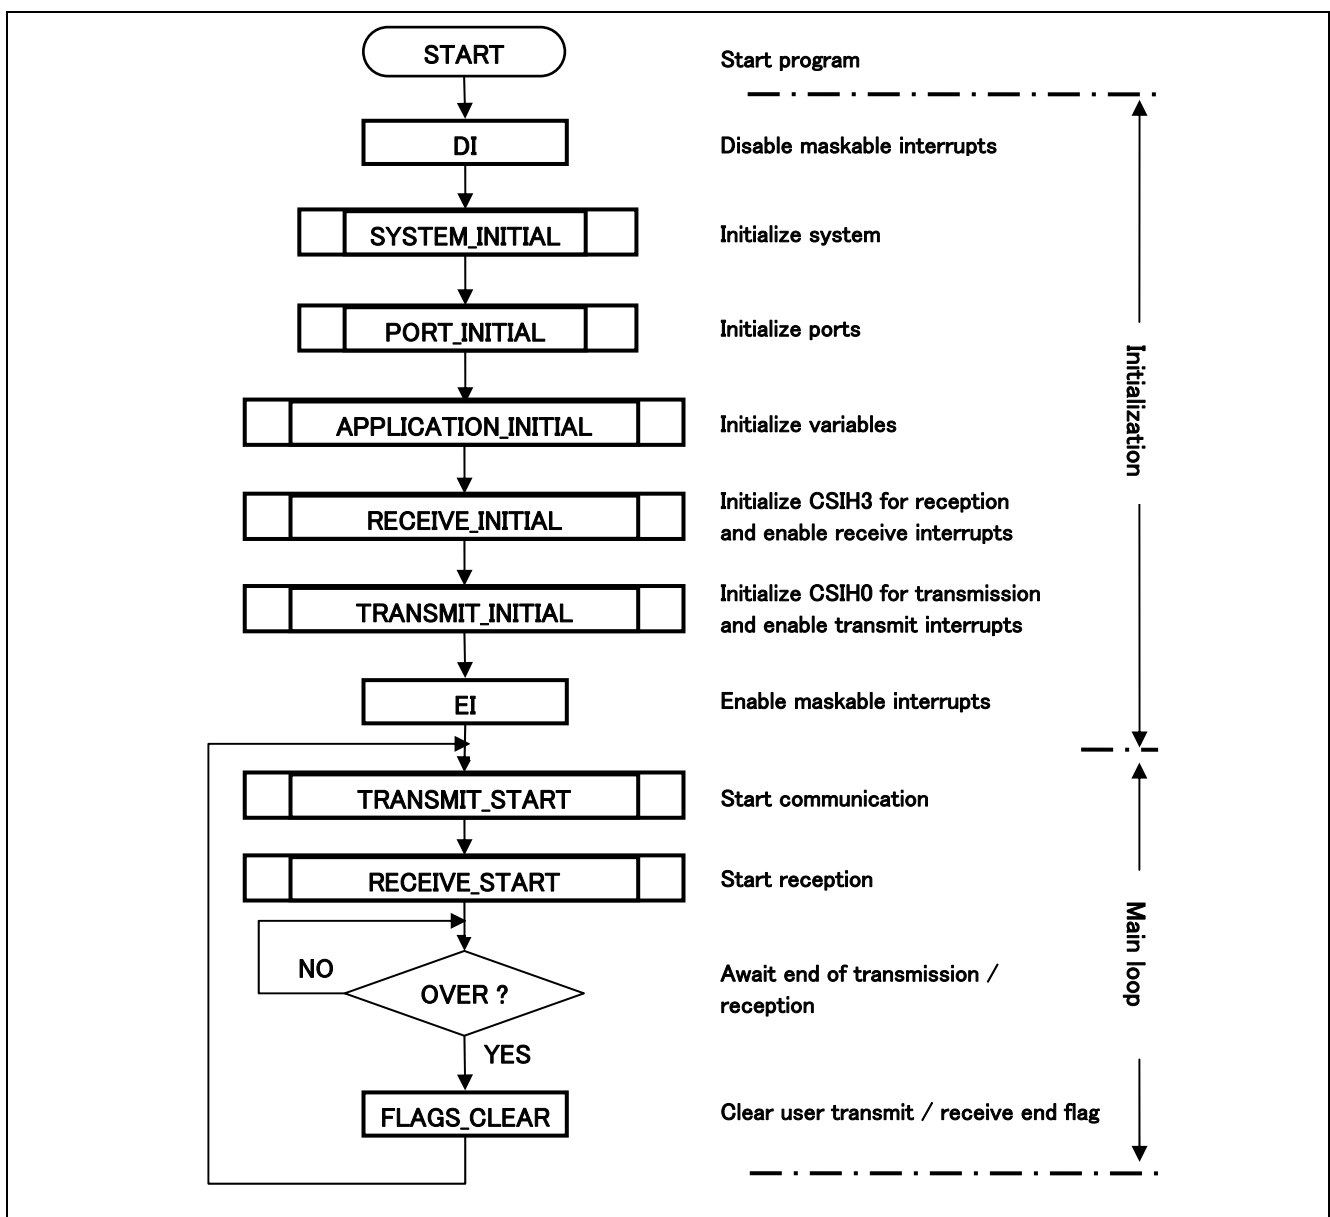 START
Start program
DI
Disable maskable interrupts
SYSTEM_INITIAL
Initialize system
PORT_INITIAL
Initialize ports
APPLICATION_INITIAL
Initialize variables
RECEIVE_INITIAL
Initialize CSIH3 for reception
and enable receive interrupts
TRANSMIT_INITIAL
Initialize CSIH0 for transmission
and enable transmit interrupts
EI
Enable maskable interrupts
Initialization
TRANSMIT_START
Start communication
RECEIVE_START
Start reception
NO
OVER ?
Await end of transmission /
reception
YES
FLAGS_CLEAR
Clear user transmit / receive end flag
Main loop